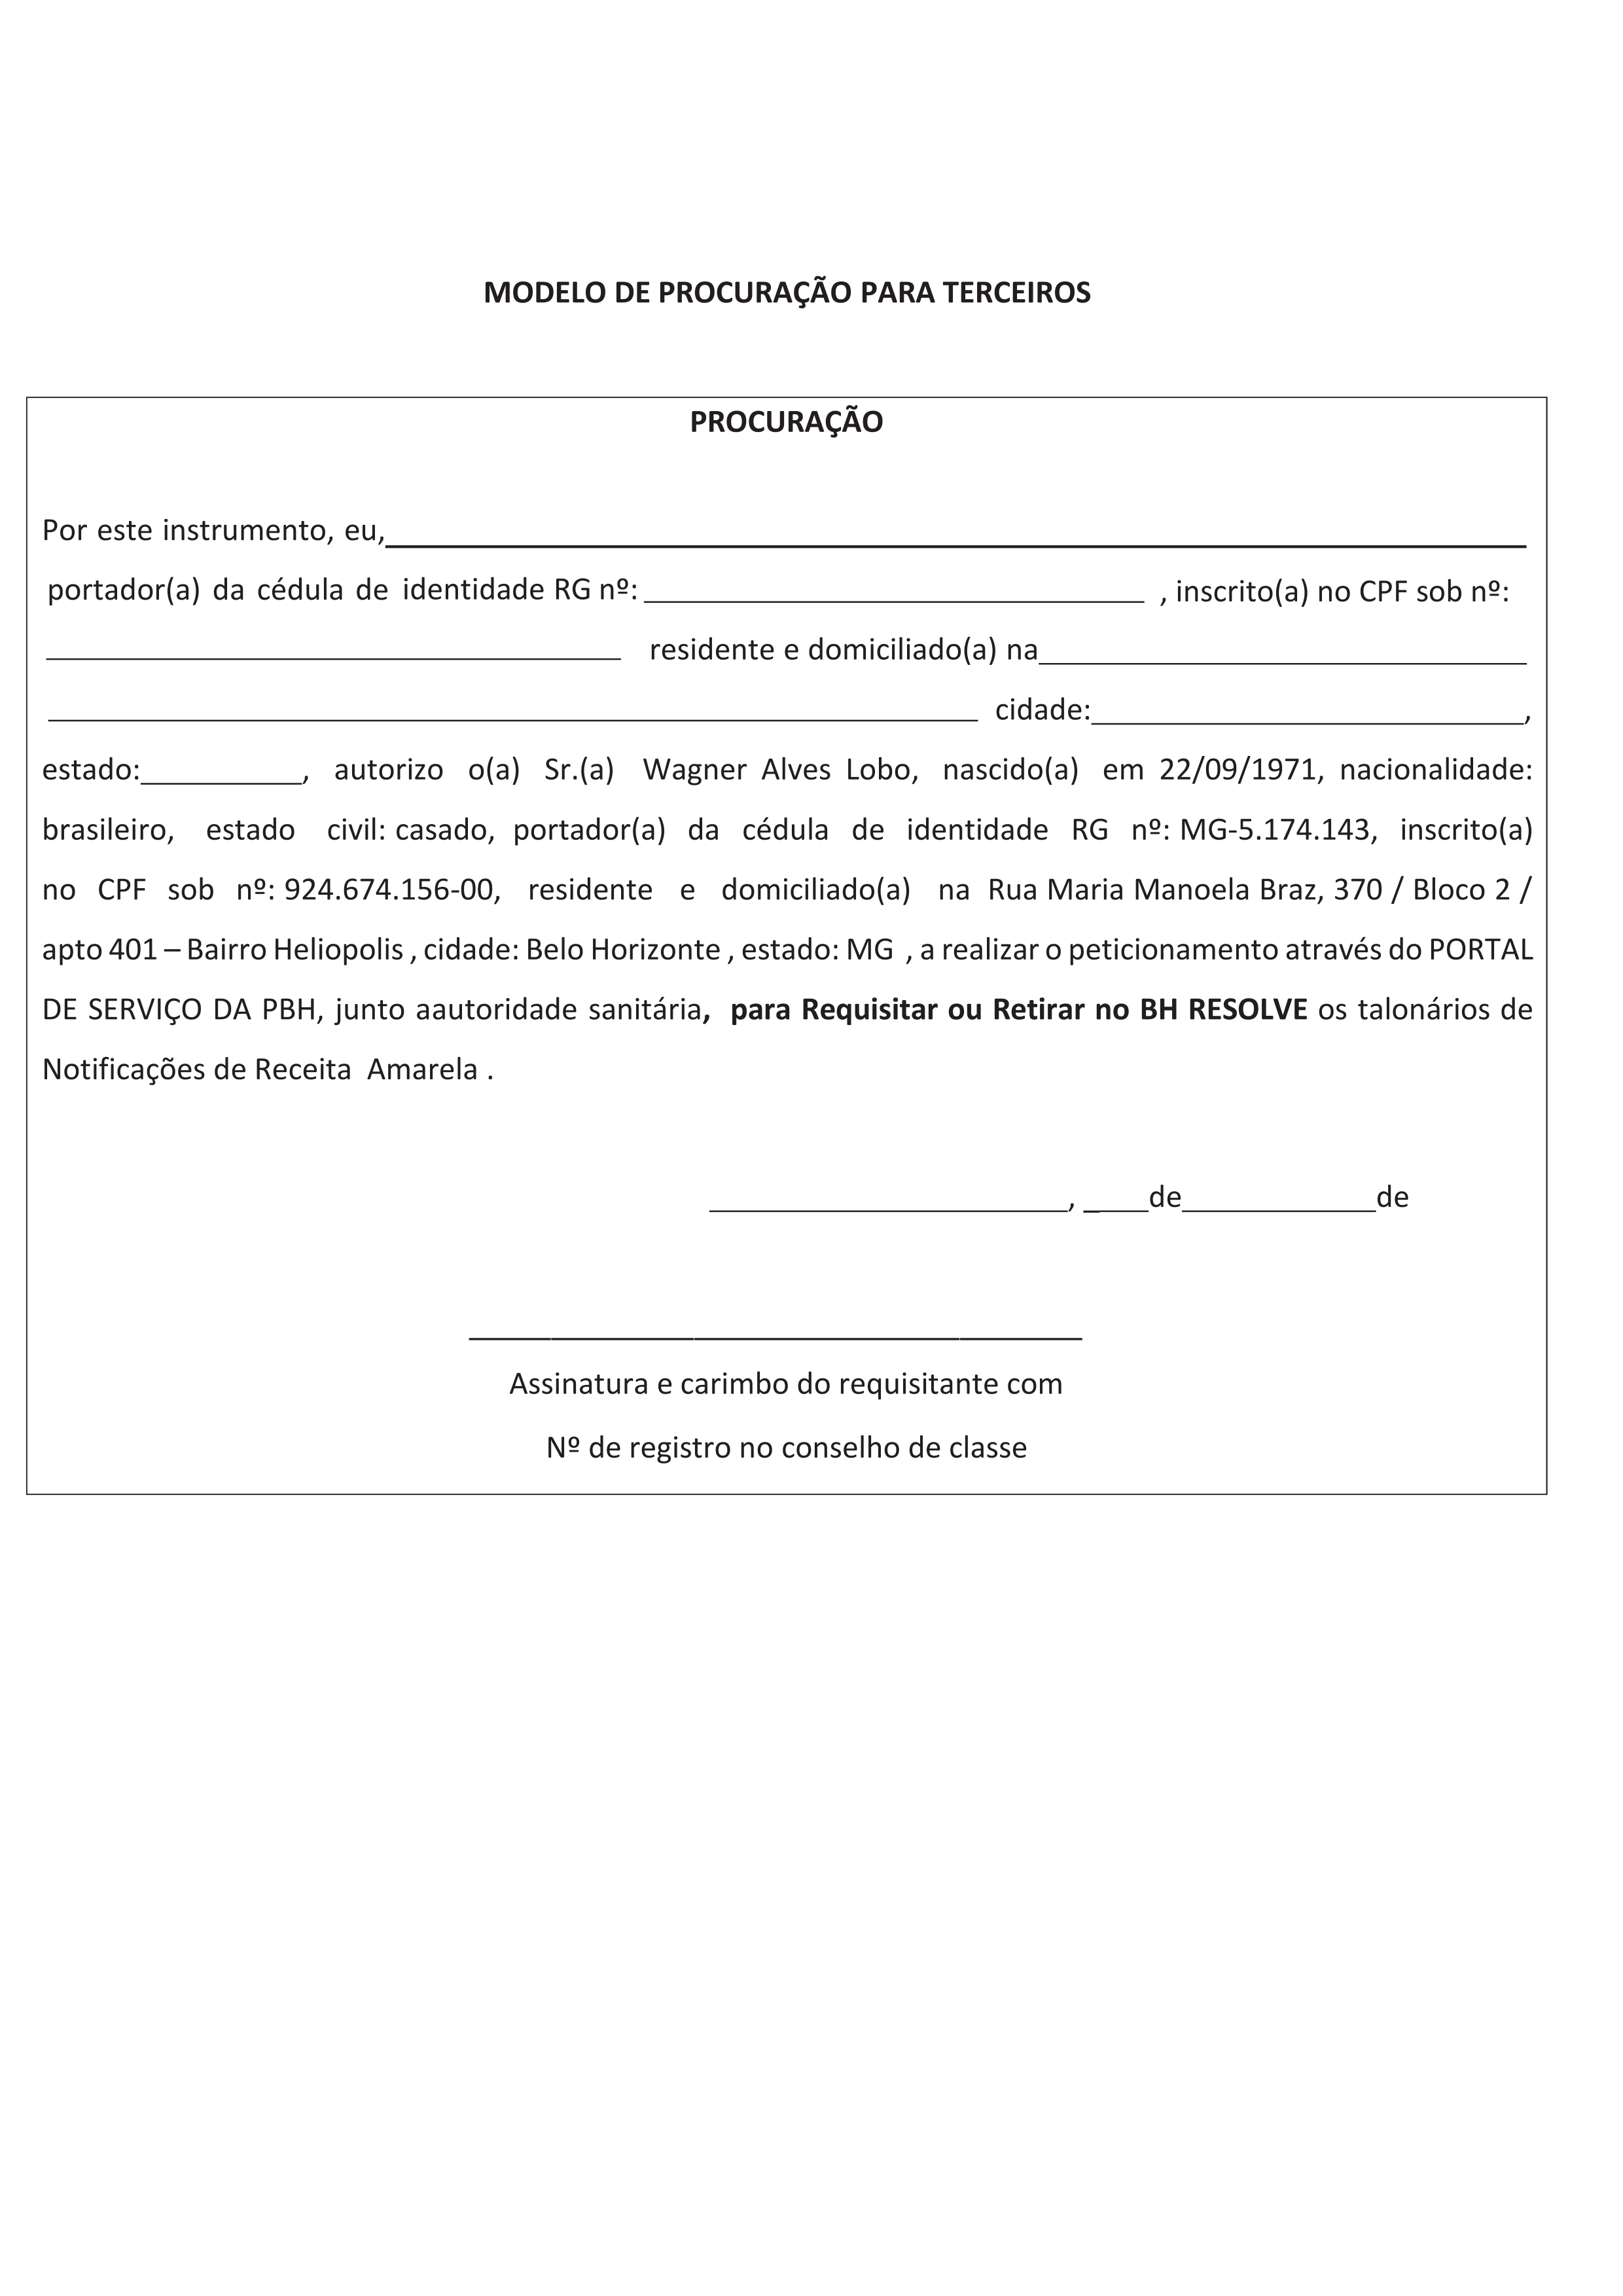 MODELO DE PROCURAÇÃO PARA TERCEIROS
PROCURAÇÃO
Por este instrumento, eu,
portador(a) da cédula de identidade RG nº: , inscrito(a) no CPF sob nº:
residente e domiciliado(a) na
cidade: ,
estado: , autorizo o(a) Sr.(a) Wagner Alves Lobo, nascido(a) em 22/09/1971, nacionalidade:
brasileiro, estado civil: casado, portador(a) da cédula de identidade RG nº: MG-5.174.143, inscrito(a)
no CPF sob nº: 924.674.156-00, residente e domiciliado(a) na Rua Maria Manoela Braz, 370 / Bloco 2 /
apto 401 – Bairro Heliopolis , cidade: Belo Horizonte , estado: MG , a realizar o peticionamento através do PORTAL
DE SERVIÇO DA PBH, junto aautoridade sanitária, para Requisitar ou Retirar no BH RESOLVE os talonários de
Notificações de Receita Amarela .
, de de
Assinatura e carimbo do requisitante com
Nº de registro no conselho de classe